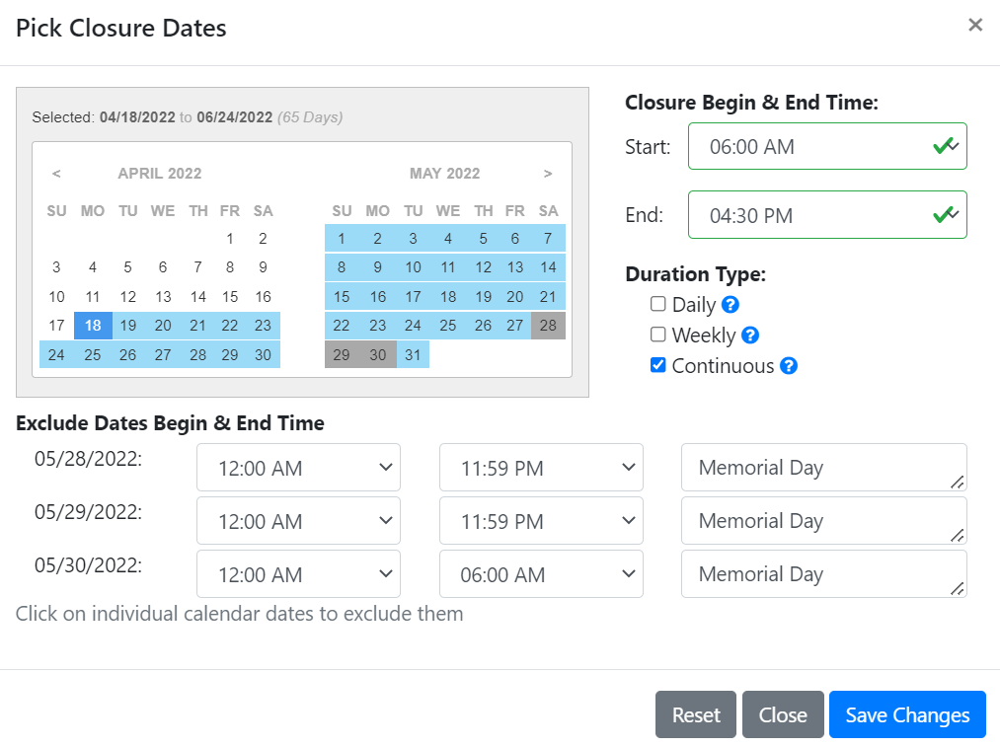 Pick Closure Dates ×
Selected: 04/18/2022 to 06/24/2022 (65 Days)
< APRIL 2022
SU MO TU WE TH FR SA
1 2
3 4 5 6 7 8 9
10 11 12 13 14 15 16
17 18 19 20 21 22 23
24 25 26 27 28 29 30
MAY 2022 >
SU MO TU WE TH FR SA
1 2 3 4 5 6 7
8 9 10 11 12 13 14
15 16 17 18 19 20 21
22 23 24 25 26 27 28
29 30 31
Closure Begin & End Time:
Start: 06:00 AM
End: 04:30 PM
Duration Type:
Daily ?
Weekly ?
Continuous ?
Exclude Dates Begin & End Time
05/28/2022: 12:00 AM 11:59 PM Memorial Day
05/29/2022: 12:00 AM 11:59 PM Memorial Day
05/30/2022: 12:00 AM 06:00 AM Memorial Day
Click on individual calendar dates to exclude them
Reset Close Save Changes